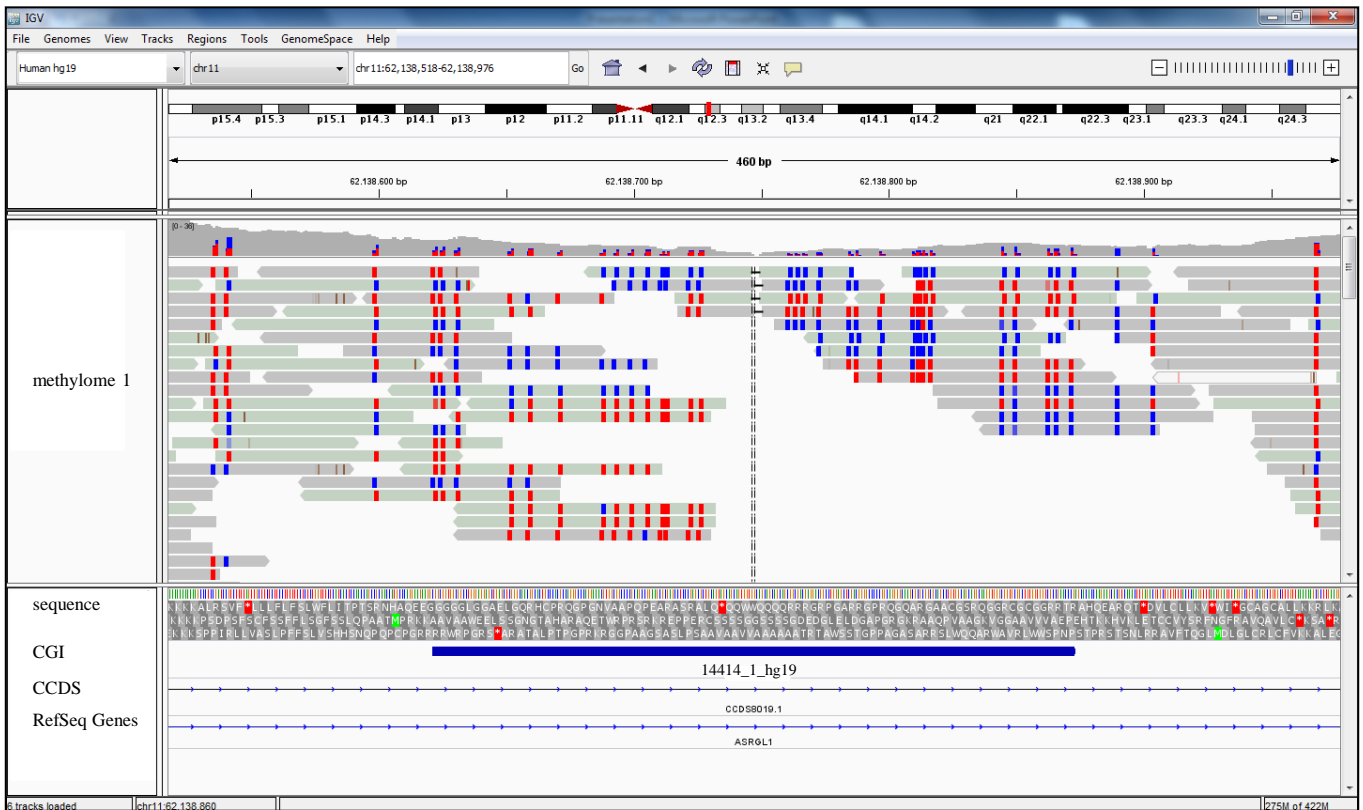 IGV
File Genomes View Tracks Regions Tools GenomeSpace Help
Human hg19 chr11 chr11:62,138,518-62,138,976 Go
p15.4 p15.3 p15.1 p14.3 p14.1 p13 p12 p11.2 p11.11 q12.1 q12.3 q13.2 q13.4 q14.1 q14.2 q21 q22.1 q22.3 q23.1 q23.3 q24.1 q24.3
460 bp
62.138.600 bp 62.138.700 bp 62.138.800 bp 62.138.900 bp
[0 - 36]
methylome 1
sequence
CGI
14414_1_hg19
CCDS
CCDS8019.1
RefSeq Genes
ASRGL1
6 tracks loaded chr11:62.138.860 275M of 422M